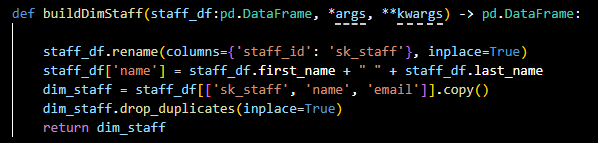 def buildDimStaff(staff_df:pd.DataFrame, *args, **kwargs) -> pd.DataFrame:
    staff_df.rename(columns={'staff_id': 'sk_staff'}, inplace=True)
    staff_df['name'] = staff_df.first_name + " " + staff_df.last_name
    dim_staff = staff_df[['sk_staff', 'name', 'email']].copy()
    dim_staff.drop_duplicates(inplace=True)
    return dim_staff